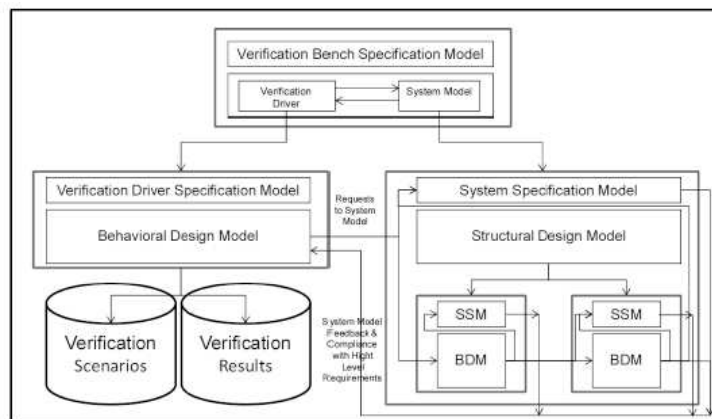 Verification Bench Specification Model
Verification
Driver
System Model
Verification Driver Specification Model
Behavioral Design Model
Requests
to System
Model
System Specification Model
Structural Design Model
Verification
Scenarios
Verification
Results
System Model
Feedback &
Compliance
with Hight
Level
Requirements
SSM
BDM
SSM
BDM